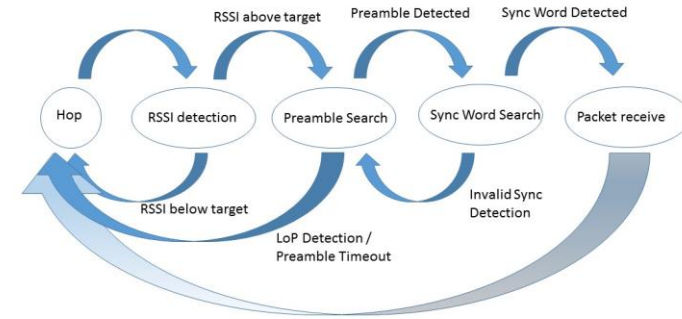 RSSI above target
Preamble Detected
Sync Word Detected
Hop
RSSI detection
Preamble Search
Sync Word Search
Packet receive
RSSI below target
Invalid Sync
Detection
LoP Detection /
Preamble Timeout